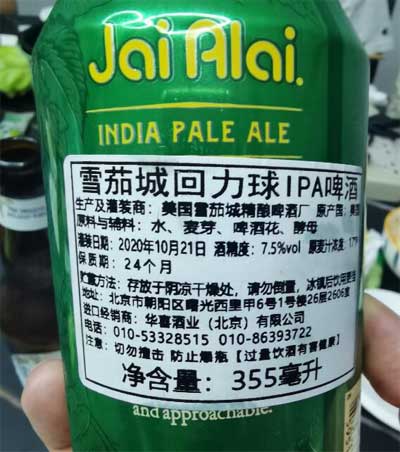 Jai Alai.
INDIA PALE ALE
雪茄城回力球IPA啤酒
生产及灌装商：美国雪茄城精酿啤酒厂 原产国：美国
原料与辅料：水、麦芽、啤酒花、酵母
灌装日期：2020年10月21日 酒精度：7.5%vol 原麦汁浓度：17°
保质期：24个月
贮藏方法：存放于阴凉干燥处，请勿倒置，冰镇后饮用更佳
地址：北京市朝阳区曙光西里甲6号1号楼26层2606室
进口经销商：华喜酒业（北京）有限公司
电话：010-53328515 010-86393722
注意：切勿撞击 防止爆瓶【过量饮酒有害健康】
净含量：355毫升
and approachable.